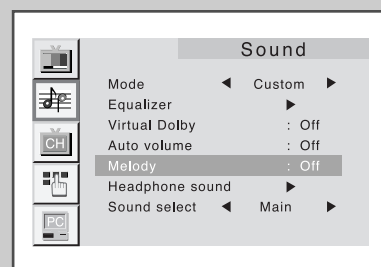 Sound
Mode ◀ Custom ▶
Equalizer ▶
Virtual Dolby : Off
Auto volume : Off
Melody : Off
Headphone sound ▶
Sound select ◀ Main ▶
CH
PC